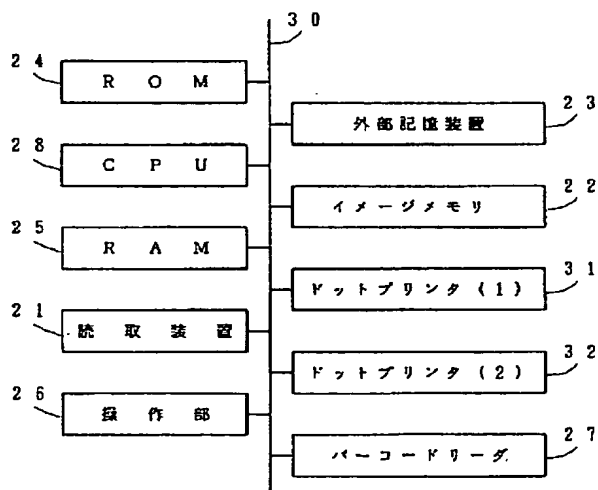 30
24
ROM
23
外部記憶装置
28
CPU
22
イメージメモリ
25
RAM
31
ドットプリンタ(1)
21
読取装置
32
ドットプリンタ(2)
26
操作部
27
バーコードリーダ